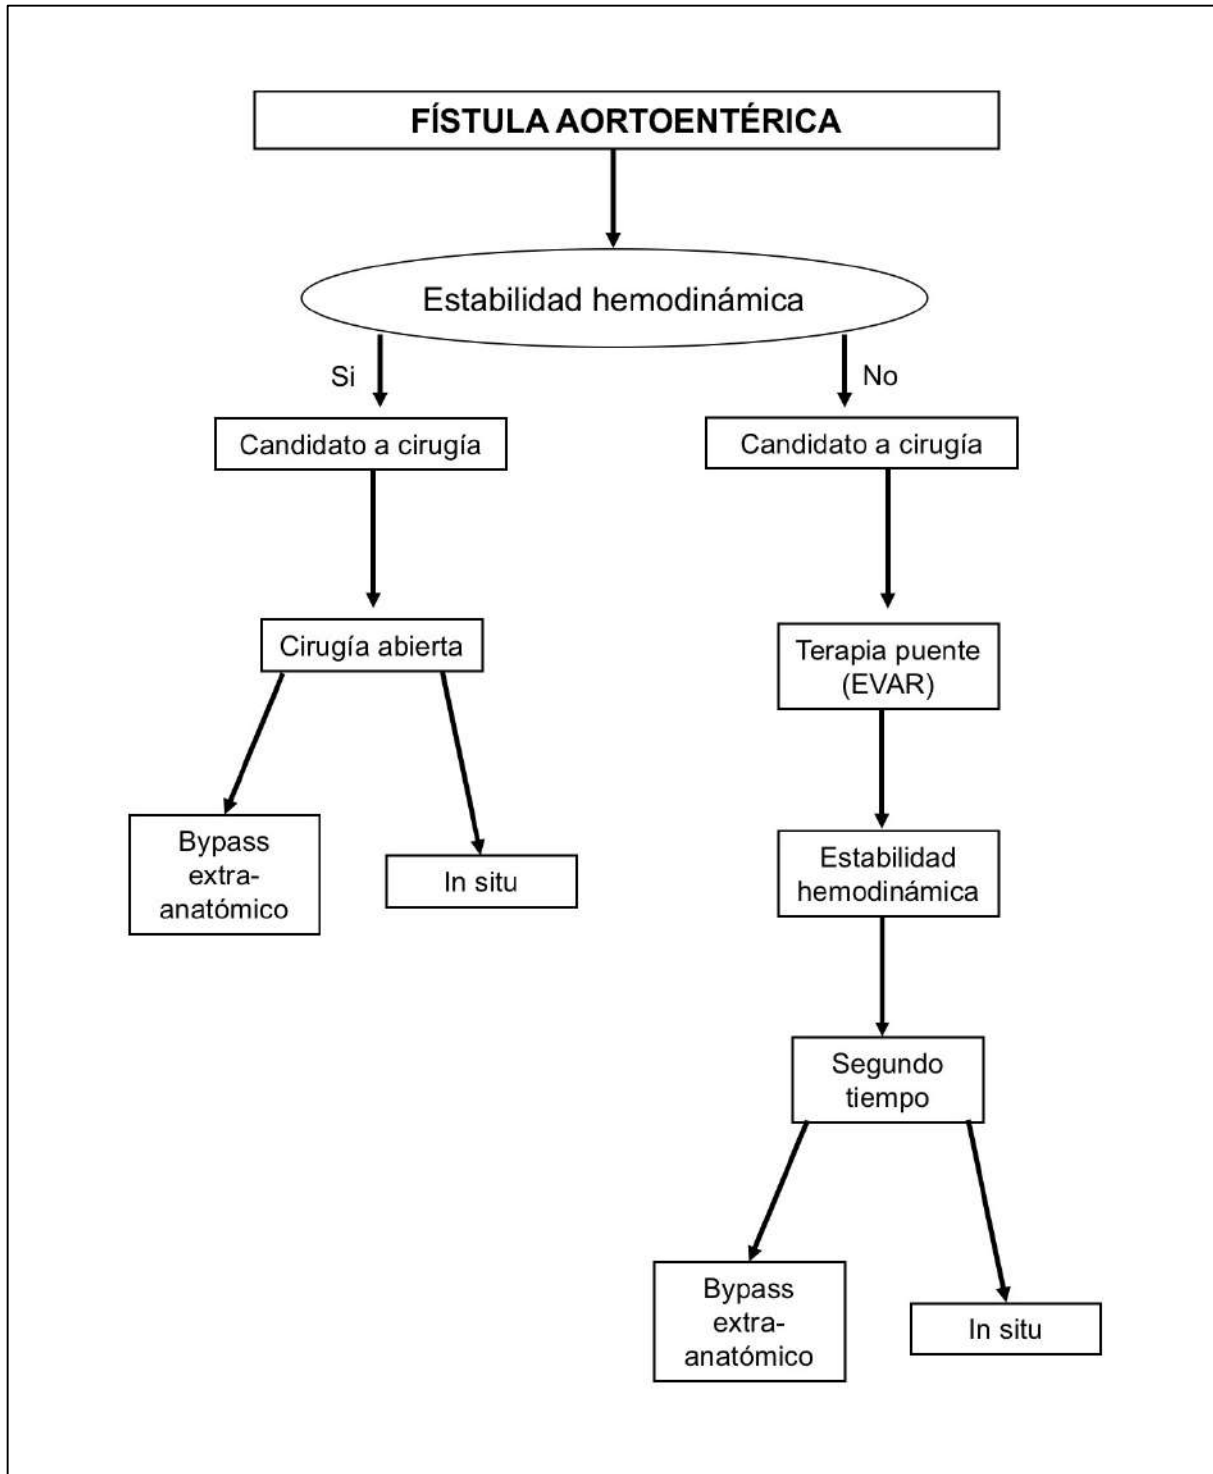 FÍSTULA AORTOENTÉRICA
Estabilidad hemodinámica
Si
No
Candidato a cirugía
Candidato a cirugía
Cirugía abierta
Terapia puente
(EVAR)
Bypass
extra-
anatómico
In situ
Estabilidad
hemodinámica
Segundo
tiempo
Bypass
extra-
anatómico
In situ